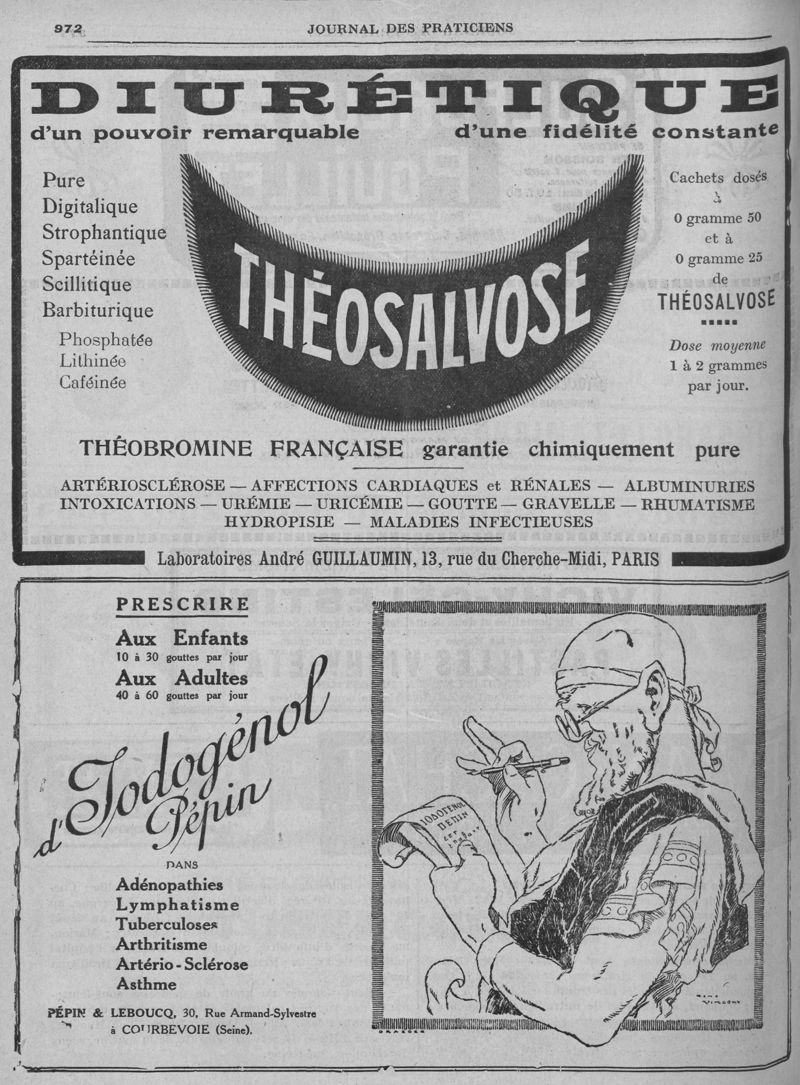 972
JOURNAL DES PRATICIENS
DIURÉTIQUE
d'un pouvoir remarquable
d'une fidélité constante
Pure
Digitalique
Strophantique
Spartéinée
Scillitique
Barbiturique
Phosphatée
Lithinée
Caféinée
THÉOSALVOSE
Cachets dosés
à
0 gramme 50
et à
0 gramme 25
de
THÉOSALVOSE
Dose moyenne
1 à 2 grammes
par jour.
THÉOBROMINE FRANÇAISE garantie chimiquement pure
ARTÉRIOSCLÉROSE — AFFECTIONS CARDIAQUES et RÉNALES — ALBUMINURIES
INTOXICATIONS — URÉMIE — URICÉMIE — GOUTTE — GRAVELLE — RHUMATISME
HYDROPISIE — MALADIES INFECTIEUSES
Laboratoires André GUILLAUMIN, 13, rue du Cherche-Midi, PARIS
PRESCRIRE
Aux Enfants
10 à 30 gouttes par jour
Aux Adultes
40 à 60 gouttes par jour
d'Iodogénol
Pépin
DANS
Adénopathies
Lymphatisme
Tuberculoses
Arthritisme
Artério-Sclérose
Asthme
PÉPIN & LEBOUCQ, 30, Rue Armand-Sylvestre
à COURBEVOIE (Seine).
IODOGENOL
PEPIN
RENÉ
VINCENT
DRAEGER